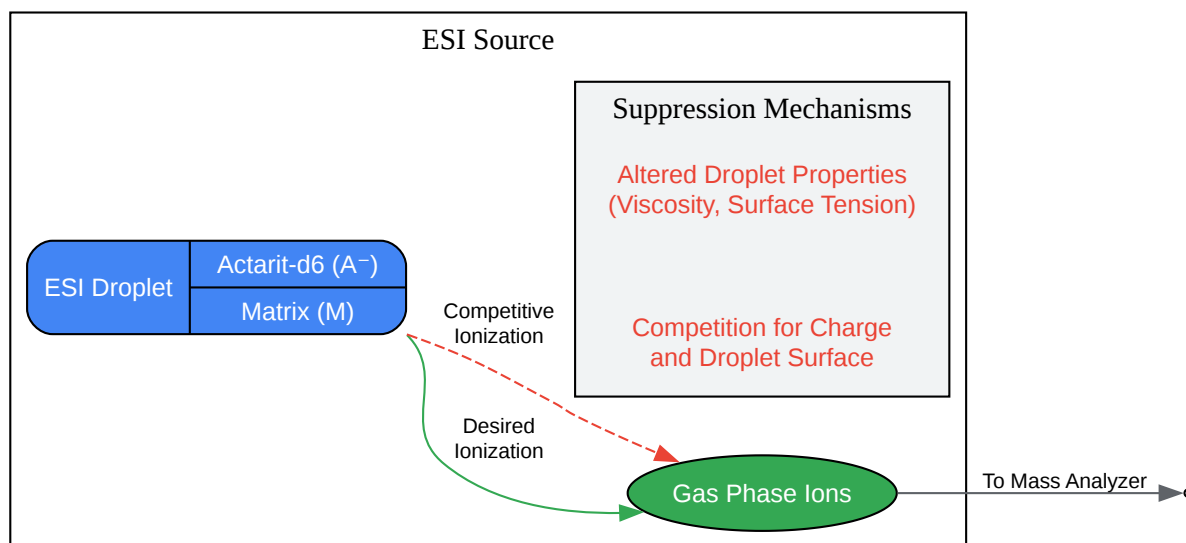 ESI Source
Suppression Mechanisms
Altered Droplet Properties
(Viscosity, Surface Tension)
ESI Droplet
Actarit-d6 (A⁻)
Matrix (M)
Competitive
Ionization
Competition for Charge
and Droplet Surface
Desired
Ionization
Gas Phase Ions
To Mass Analyzer